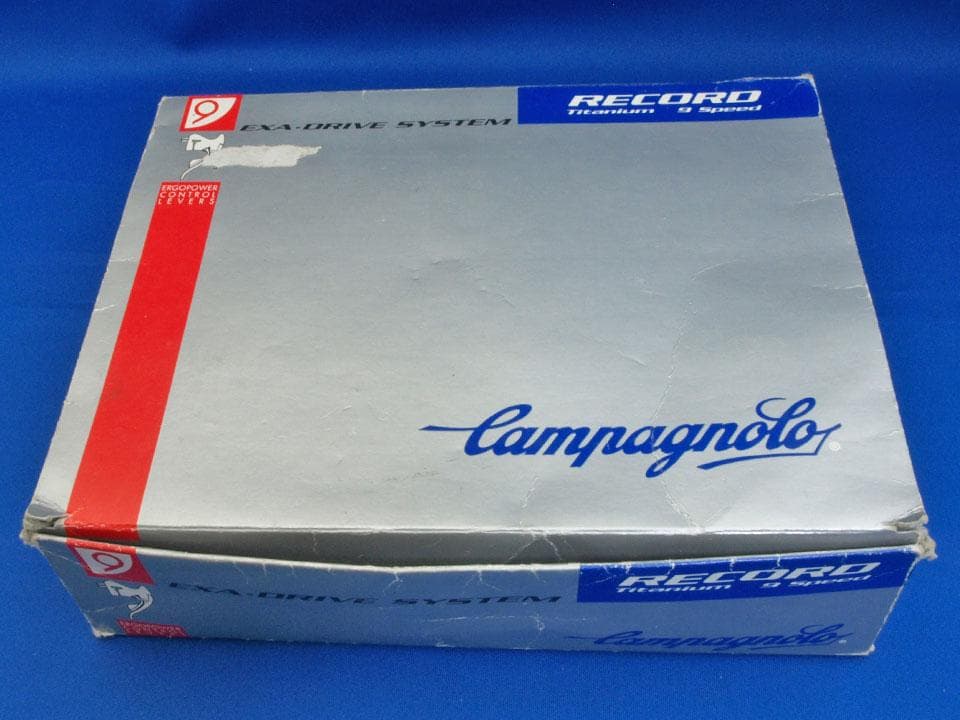 9
EXA-DRIVE SYSTEM
RECORD
Titanium 9 Speed
ERGOPOWER
CONTROL
LEVERS
Campagnolo
9
EXA-DRIVE SYSTEM
RECORD
Titanium 9 Speed
ERGOPOWER
Campagnolo